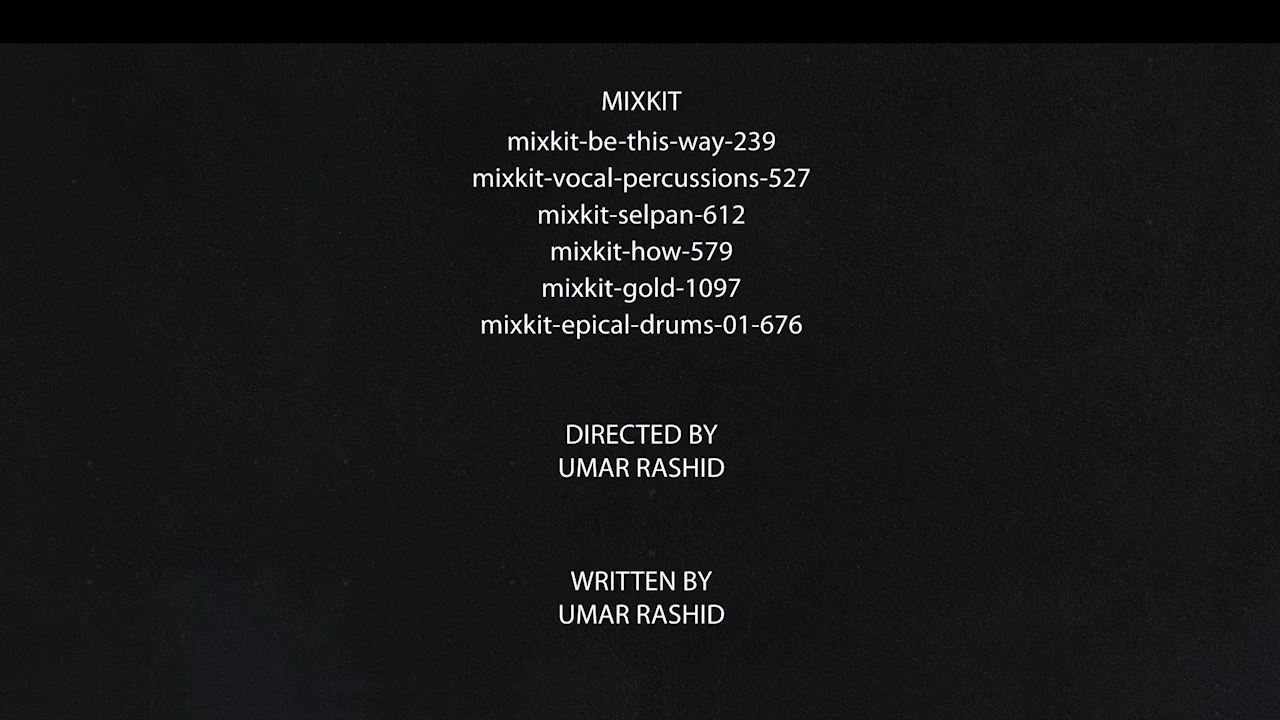 MIXKIT
mixkit-be-this-way-239
mixkit-vocal-percussions-527
mixkit-selpan-612
mixkit-how-579
mixkit-gold-1097
mixkit-epical-drums-01-676
DIRECTED BY
UMAR RASHID
WRITTEN BY
UMAR RASHID